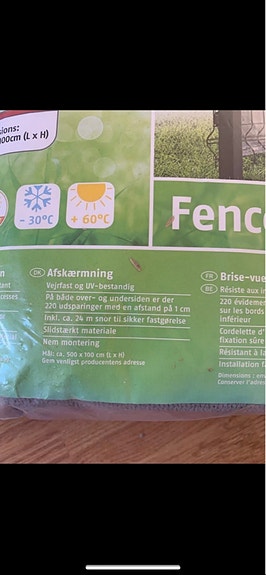 sions:
00cm (L x H)
- 30°C
+ 60°C
Fenc
DK Afskærmning
Vejrfast og UV-bestandig
På både over- og undersiden er der
220 udsparinger med en afstand på 1 cm
Inkl. ca. 24 m snor til sikker fastgørelse
Slidstærkt materiale
Nem montering
Mål: ca. 500 x 100 cm (L x H)
Gem venligst producentens adresse
FR Brise-vue
BE Résiste aux in
220 évidemen
sur les bords
inférieur
Cordelette d'
fixation sûre
Résistant à la
Installation fa
Dimensions : env
Conserver l'adres